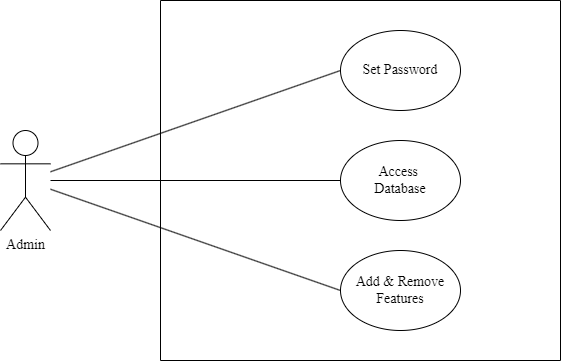 Set Password
Access
Database
Admin
Add & Remove
Features